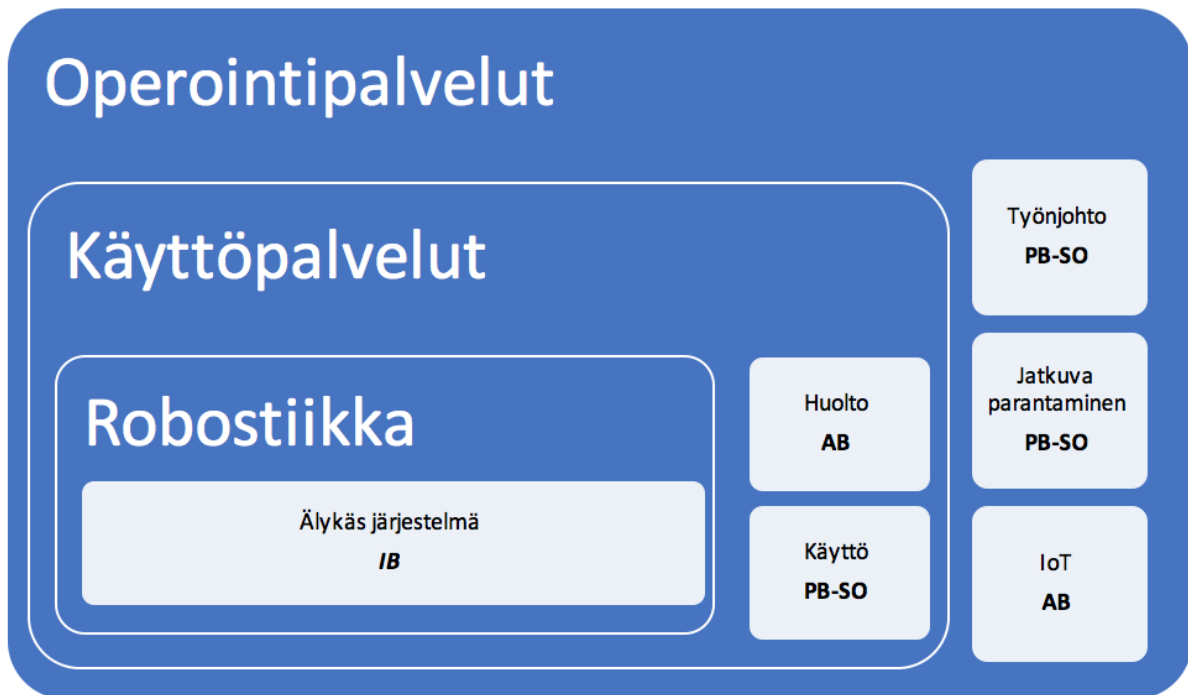 Operointipalvelut
Käyttöpalvelut
Robostiikka
Älykäs järjestelmä
IB
Huolto
AB
Käyttö
PB-SO
Työnjohto
PB-SO
Jatkuva
parantaminen
PB-SO
IoT
AB